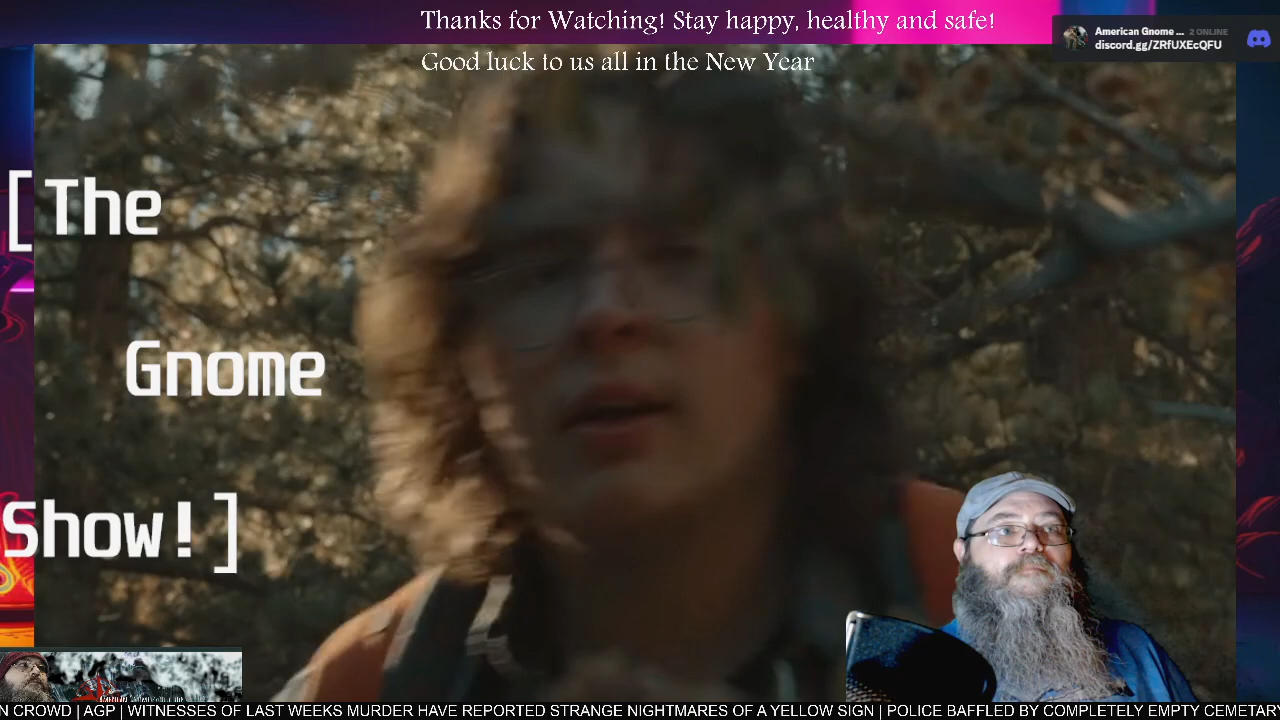 Thanks for Watching! Stay happy, healthy and safe!
Good luck to us all in the New Year
American Gnome ... 2 ONLINE
discord.gg/ZRfUXEcQFU
[The
Gnome
Show!]
N CROWD | AGP | WITNESSES OF LAST WEEKS MURDER HAVE REPORTED STRANGE NIGHTMARES OF A YELLOW SIGN | POLICE BAFFLED BY COMPLETELY EMPTY CEMETARY